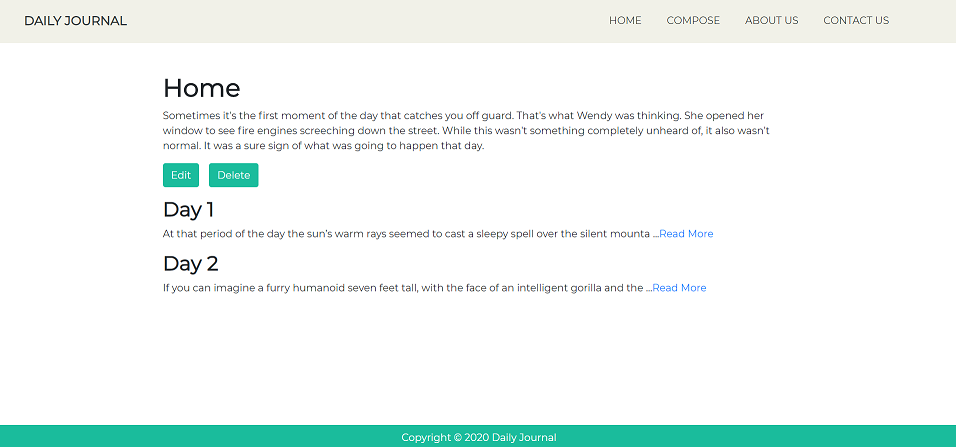 DAILY JOURNAL
HOME COMPOSE ABOUT US CONTACT US
Home
Sometimes it's the first moment of the day that catches you off guard. That's what Wendy was thinking. She opened her
window to see fire engines screeching down the street. While this wasn't something completely unheard of, it also wasn't
normal. It was a sure sign of what was going to happen that day.
Edit Delete
Day 1
At that period of the day the sun's warm rays seemed to cast a sleepy spell over the silent mounta ...Read More
Day 2
If you can imagine a furry humanoid seven feet tall, with the face of an intelligent gorilla and the ...Read More
Copyright © 2020 Daily Journal